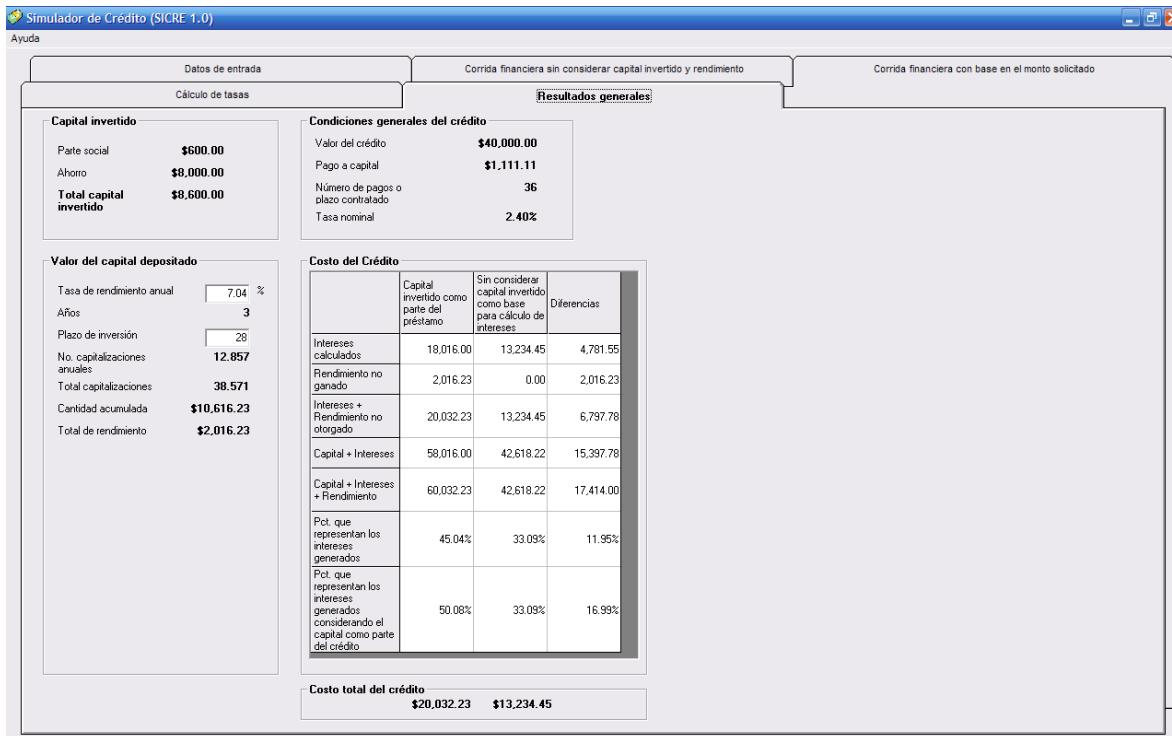 Simulador de Crédito (SICRE 1.0)
Ayuda
Datos de entrada
Corrida financiera sin considerar capital invertido y rendimiento
Corrida financiera con base en el monto solicitado
Cálculo de tasas
Resultados generales
Capital invertido
Parte social $600.00
Ahorro $8,000.00
Total capital $8,600.00
invertido
Condiciones generales del crédito
Valor del crédito $40,000.00
Pago a capital $1,111.11
Número de pagos o 36
plazo contratado
Tasa nominal 2.40%
Valor del capital depositado
Tasa de rendimiento anual 7.04 %
Años 3
Plazo de inversión 28
No. capitalizaciones 12.857
anuales
Total capitalizaciones 38.571
Cantidad acumulada $10,616.23
Total de rendimiento $2,016.23
Costo del Crédito
Capital
invertido como
parte del
préstamo
Sin considerar
capital invertido
como base
para cálculo de
intereses
Diferencias
Intereses
calculados
18,016.00 13,234.45 4,781.55
Rendimiento no
ganado
2,016.23 0.00 2,016.23
Intereses +
Rendimiento no
otorgado
20,032.23 13,234.45 6,797.78
Capital + Intereses 58,016.00 42,618.22 15,397.78
Capital + Intereses
+ Rendimiento
60,032.23 42,618.22 17,414.00
Pct. que
representan los
intereses
generados
45.04% 33.09% 11.95%
Pct. que
representan los
intereses
generados
considerando el
capital como parte
del crédito
50.08% 33.09% 16.99%
Costo total del crédito
$20,032.23 $13,234.45